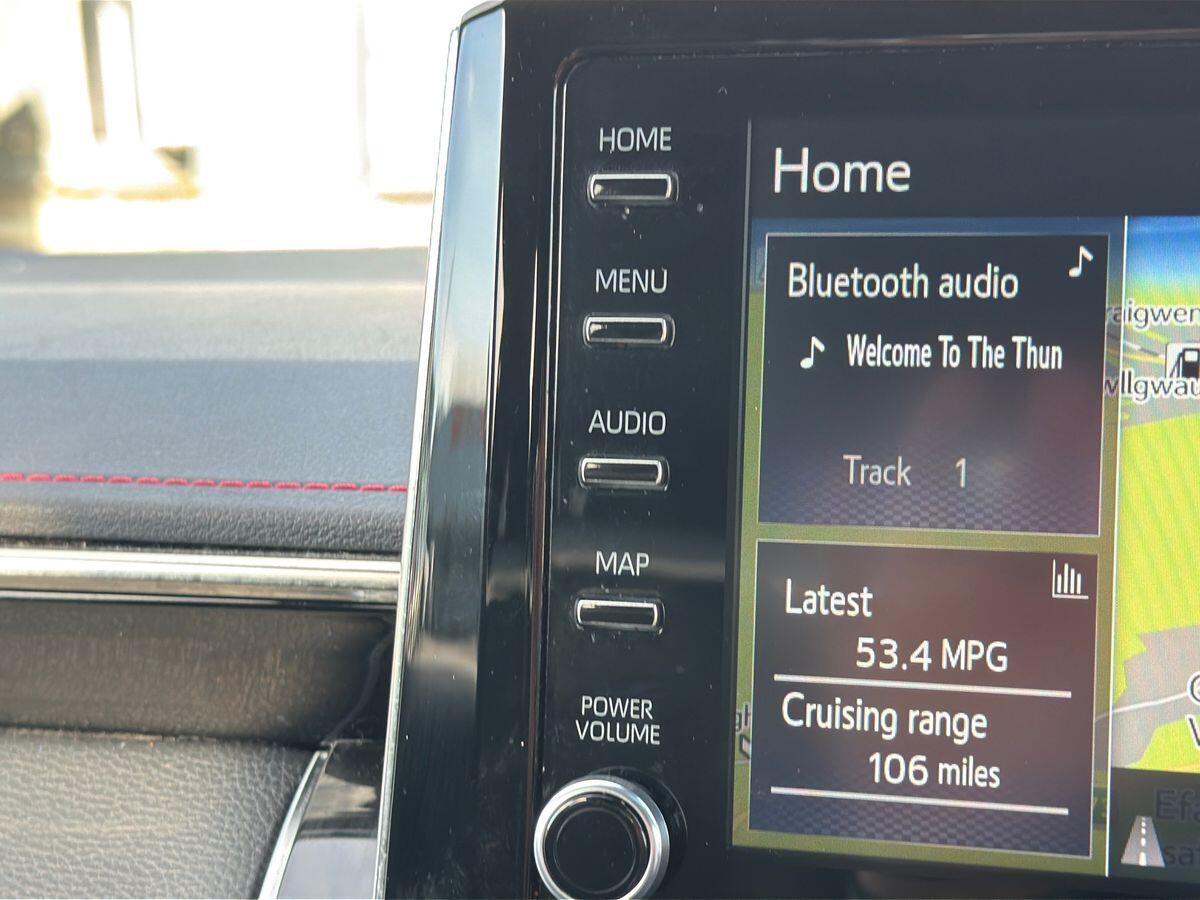 HOME
MENU
AUDIO
MAP
POWER
VOLUME
Home
Bluetooth audio
Welcome To The Thun
Track 1
Latest
53.4 MPG
Cruising range
106 miles